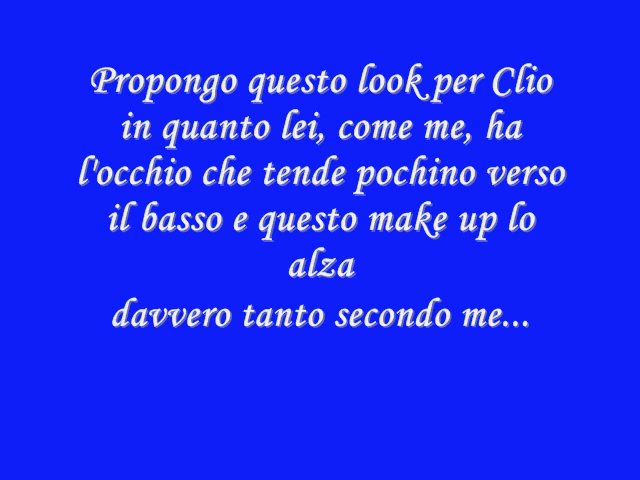 Propongo questo look per Clio
in quanto lei, come me, ha
l'occhio che tende pochino verso
il basso e questo make up lo
alza
davvero tanto secondo me...